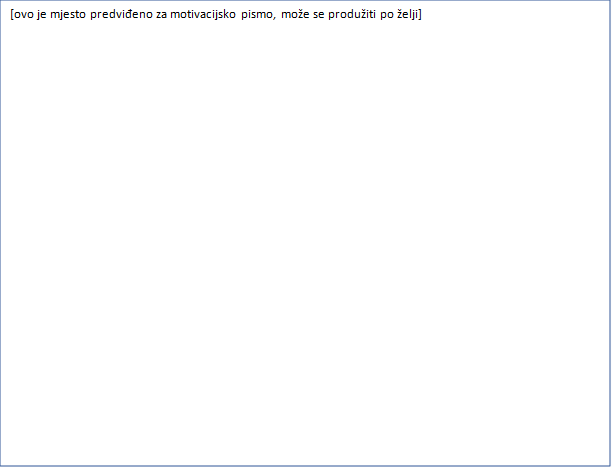 [ovo je mjesto predviđeno za motivacijsko pismo, može se produžiti po želji]